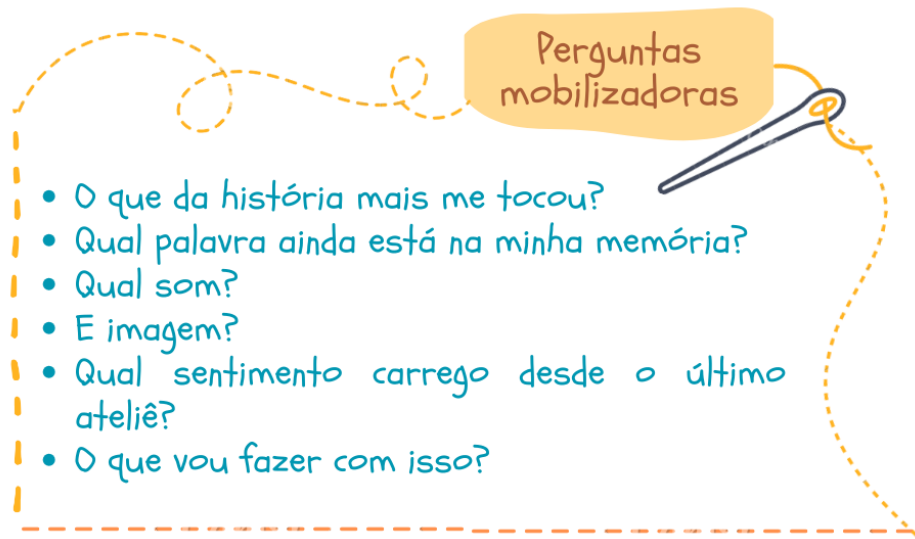 Perguntas
mobilizadoras
• O que da história mais me tocou?
• Qual palavra ainda está na minha memória?
• Qual som?
• E imagem?
• Qual sentimento carrego desde o último
ateliê?
• O que vou fazer com isso?